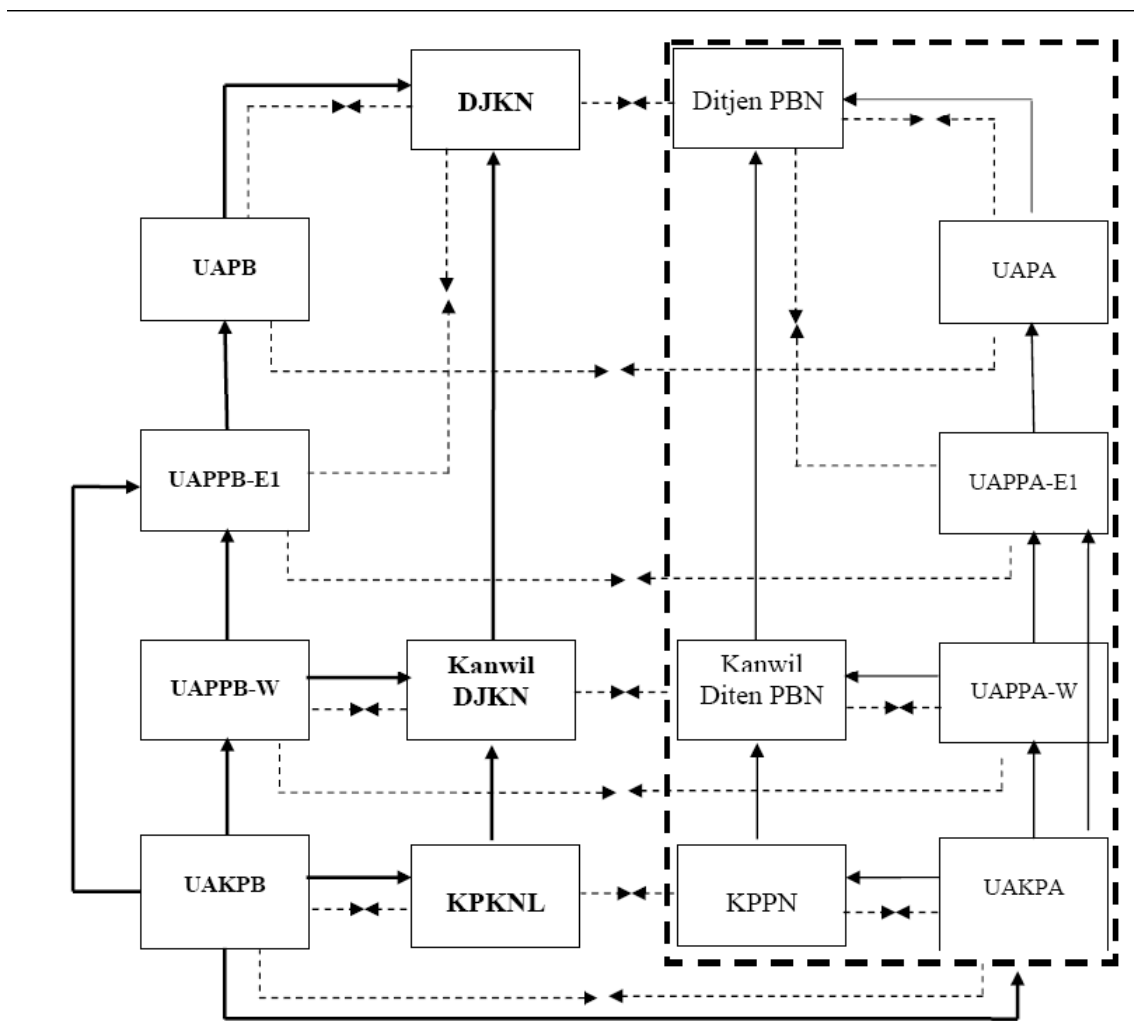 DJKN
Ditjen PBN
UAPB
UAPA
UAPPB-E1
UAPPA-E1
UAPPB-W
Kanwil
DJKN
Kanwil
Diten PBN
UAPPA-W
UAKPB
KPKNL
KPPN
UAKPA